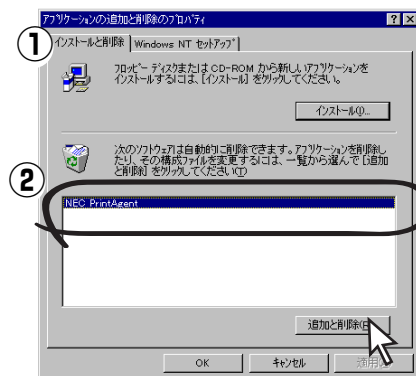 アプリケーションの追加と削除のプロパティ
①
インストールと削除 Windows NT セットアップ
フロッピー ディスクまたは CD-ROM から新しいアプリケーションを
インストールするには、[インストール] をクリックしてください。
インストール(I)...
次のソフトウェアは自動的に削除できます。アプリケーションを削除し
たり、その構成ファイルを変更するには、一覧から選んで [追加
と削除] をクリックしてください(T)
②
NEC PrintAgent
追加と削除(R)
OK キャンセル 適用(A)